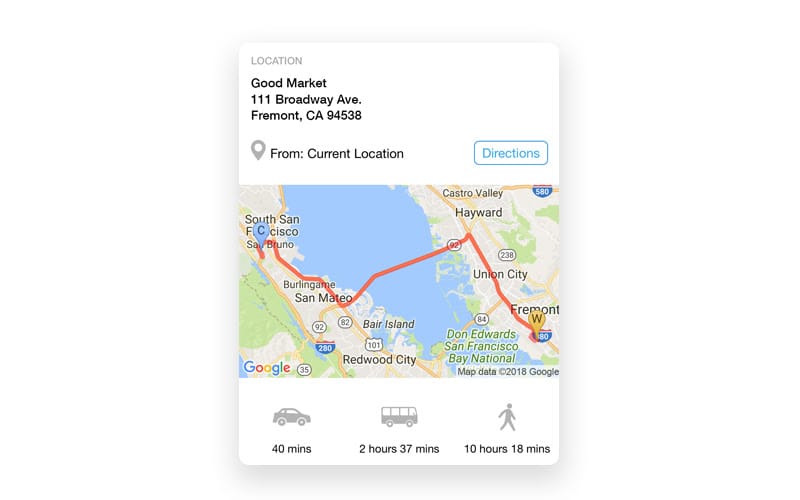 LOCATION
Good Market
111 Broadway Ave.
Fremont, CA 94538
From: Current Location
Directions
Castro Valley
580
Hayward
South San
Francisco
C
San Bruno
92
238
Union City
Burlingame
San Mateo
Fremont
W
92
82
Bair Island
84
880
Don Edwards
San Francisco
Bay National
280
101
Redwood City
Google
35
Map data ©2018 Google
40 mins
2 hours 37 mins
10 hours 18 mins